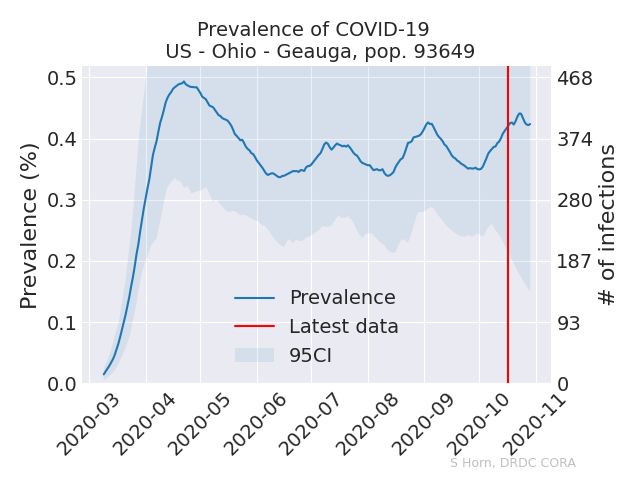 Prevalence of COVID-19
US - Ohio - Geauga, pop. 93649
Prevalence (%)
0.5
0.4
0.3
0.2
0.1
0.0
468
374
280
187
93
0
# of infections
Prevalence
Latest data
95CI
2020-03
2020-04
2020-05
2020-06
2020-07
2020-08
2020-09
2020-10
2020-11
S Horn, DRDC CORA